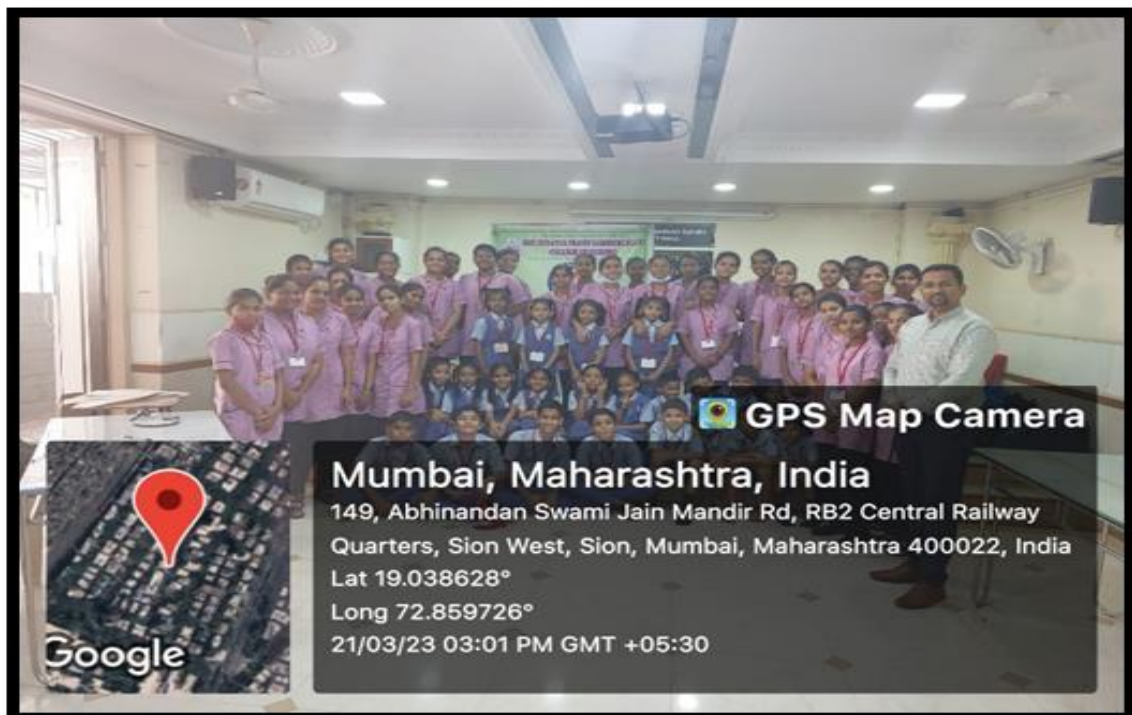 GPS Map Camera
Mumbai, Maharashtra, India
149, Abhinandan Swami Jain Mandir Rd, RB2 Central Railway
Quarters, Sion West, Sion, Mumbai, Maharashtra 400022, India
Lat 19.038628°
Long 72.859726°
21/03/23 03:01 PM GMT +05:30
Google